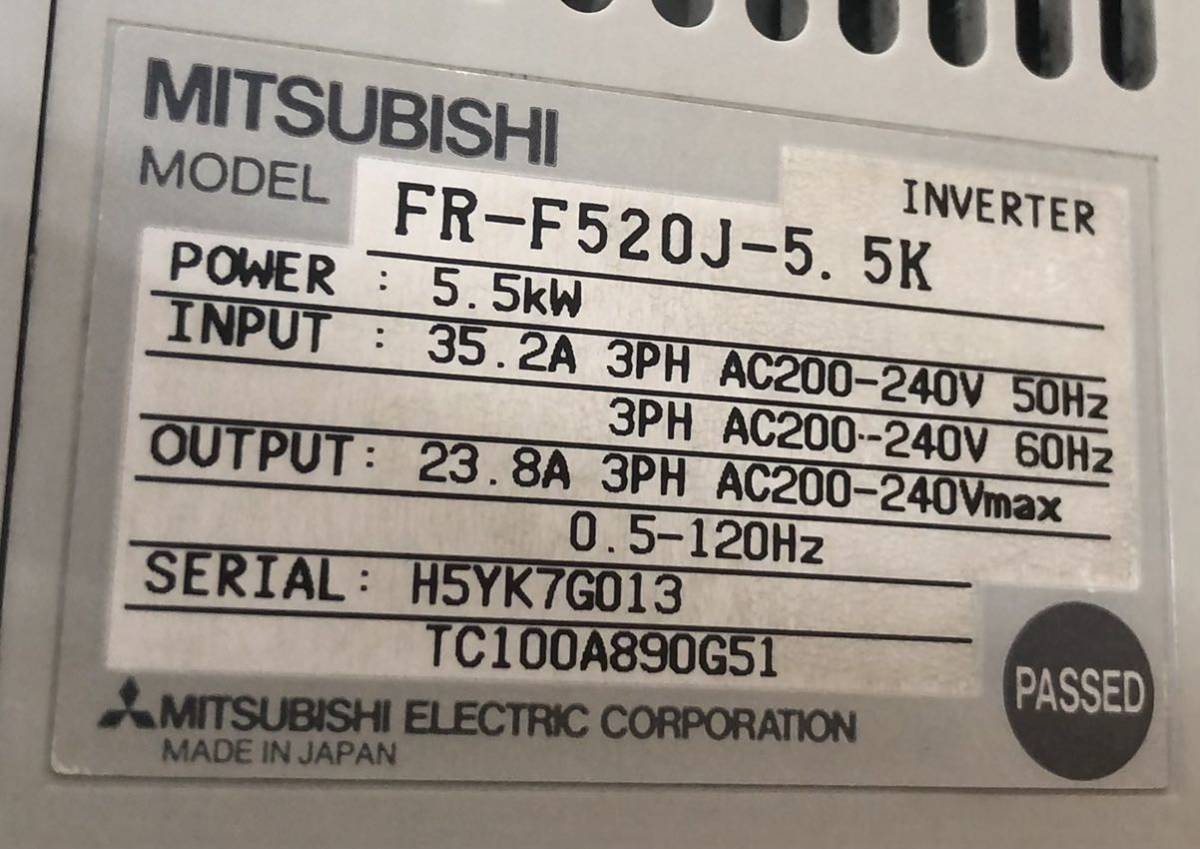 MITSUBISHI
MODEL FR-F520J-5.5K INVERTER
POWER : 5.5kW
INPUT : 35.2A 3PH AC200-240V 50Hz
3PH AC200-240V 60Hz
OUTPUT: 23.8A 3PH AC200-240Vmax
0.5-120Hz
SERIAL: H5YK7G013
TC100A890G51
PASSED
MITSUBISHI ELECTRIC CORPORATION
MADE IN JAPAN